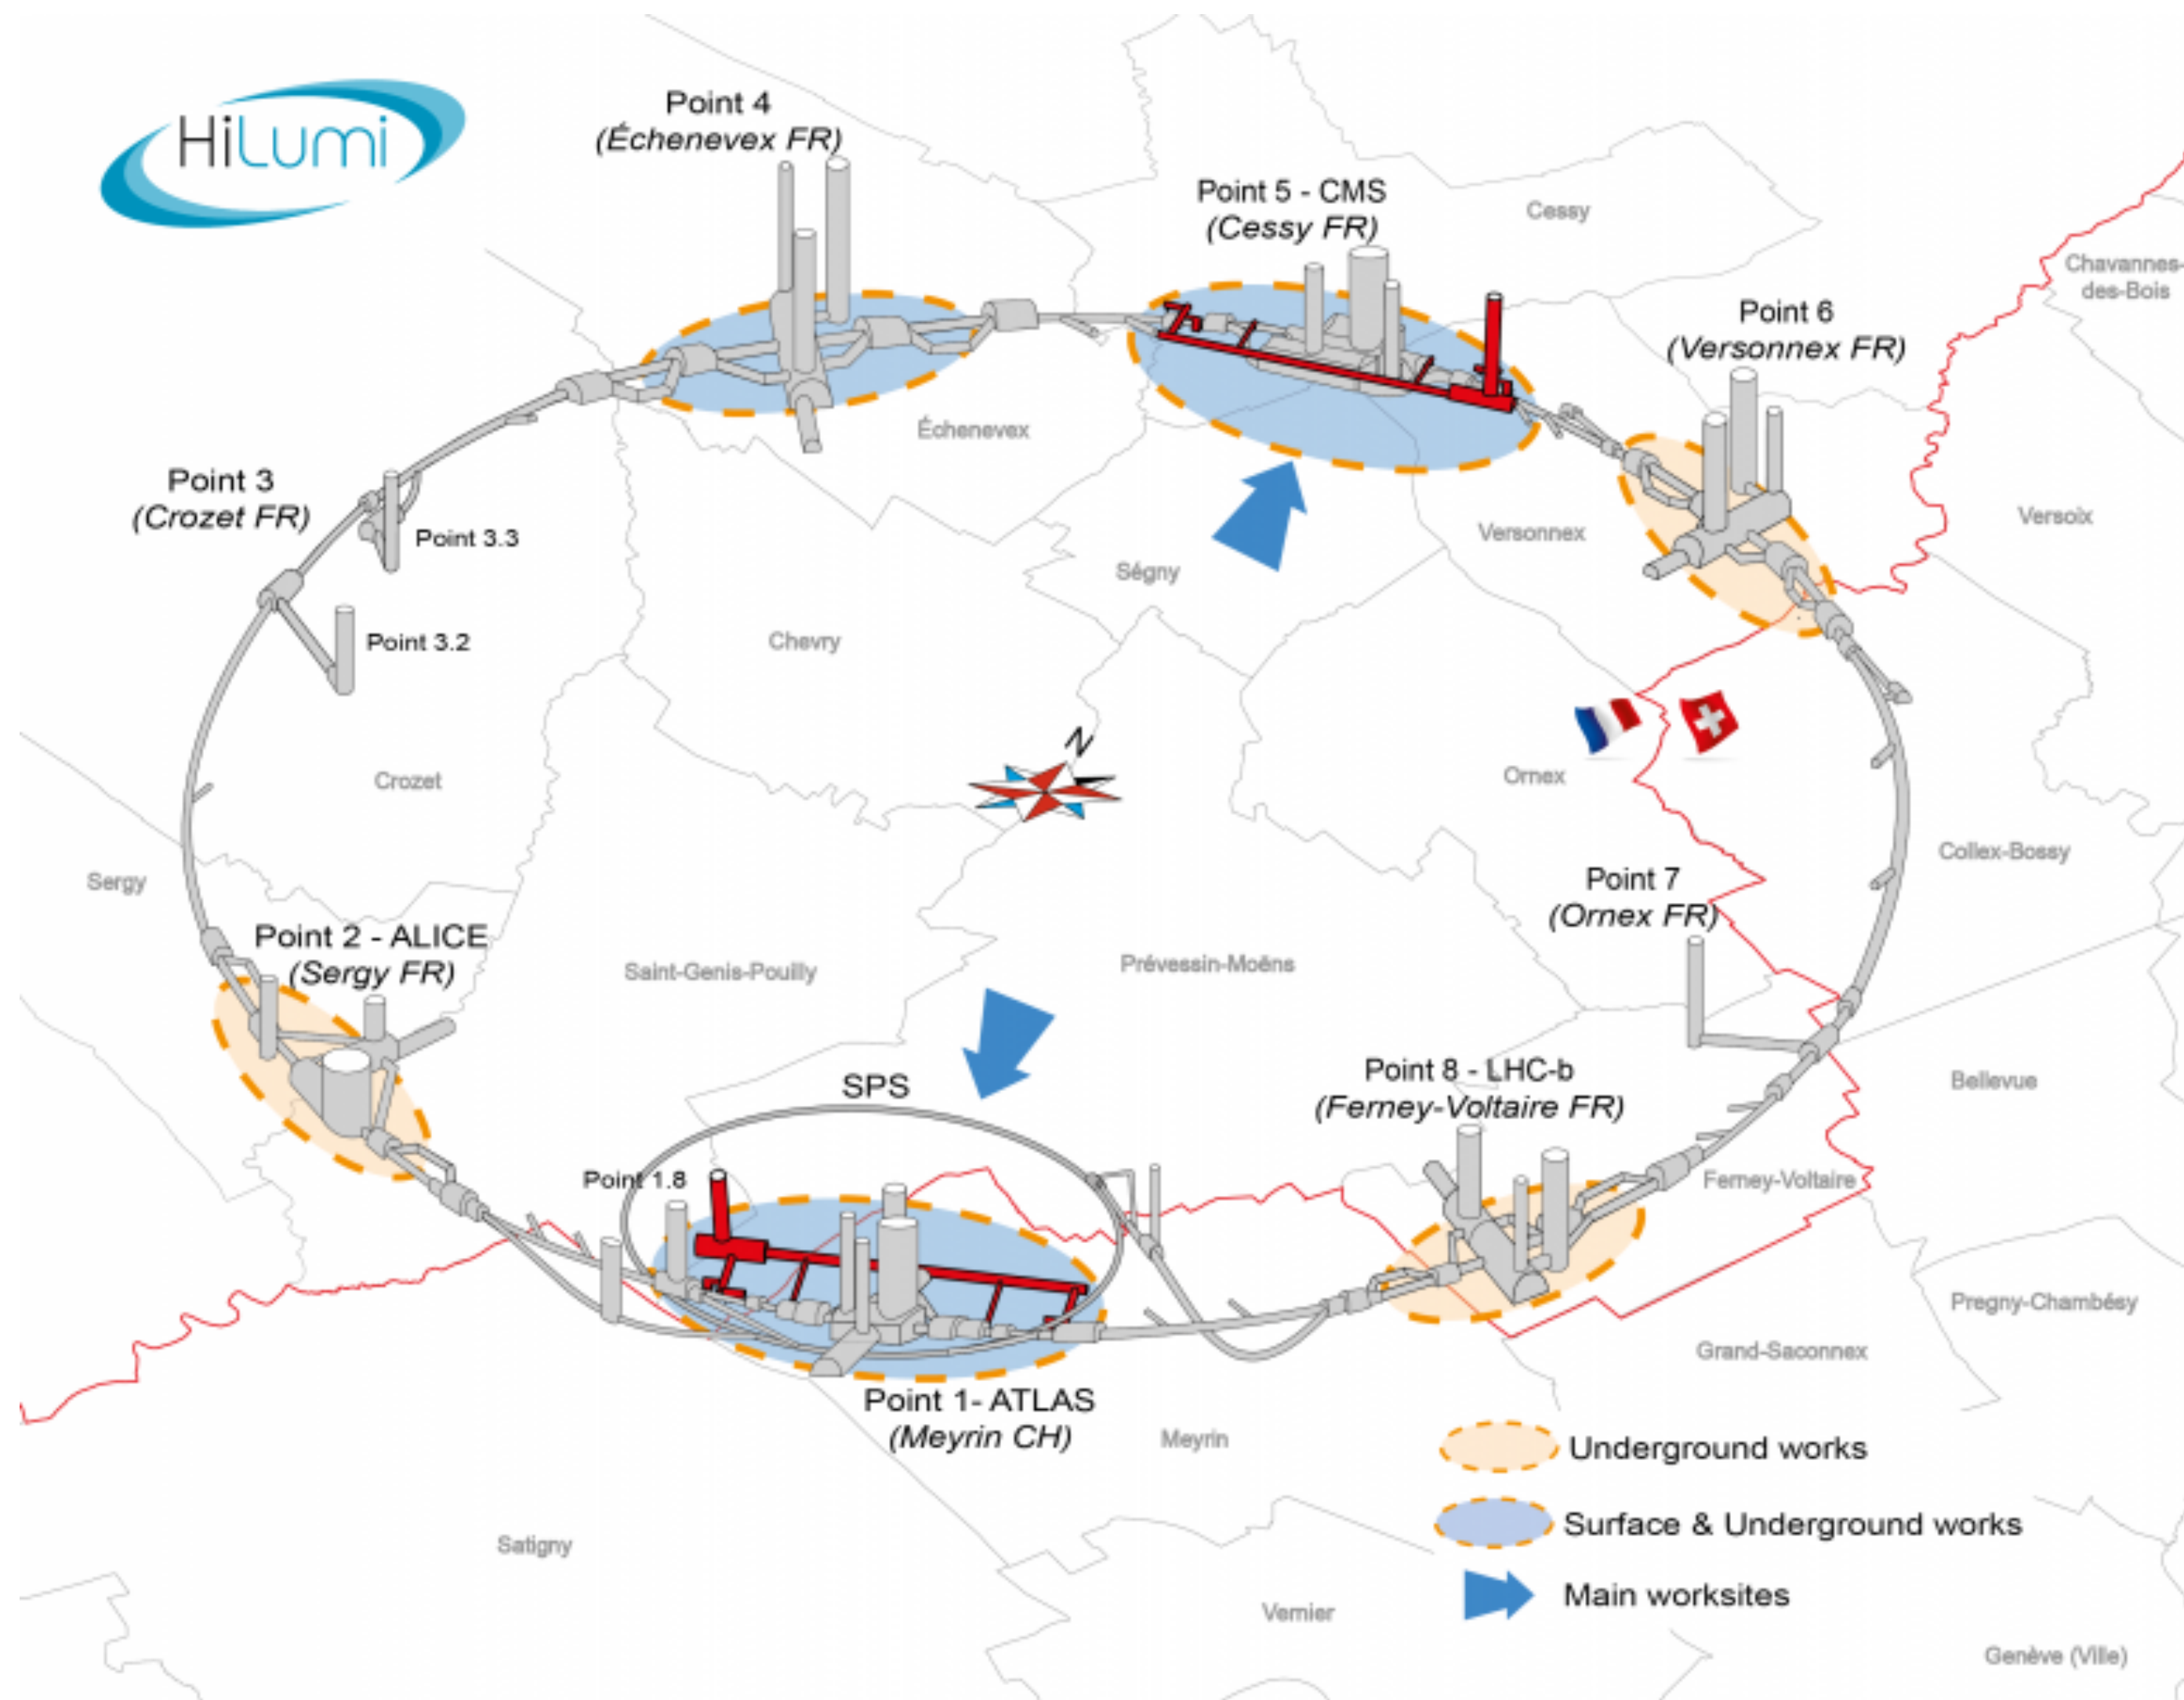 HiLumi
Point 4
(Échenevex FR)
Point 5 - CMS
(Cessy FR)
Cessy
Chavannes-
des-Bois
Point 6
(Versonnex FR)
Échenevex
Point 3
(Crozet FR)
Point 3.3
Versoix
Versonnex
Ségny
Point 3.2
Chevry
N
Crozet
Ornex
Collex-Bossy
Sergy
Point 7
(Ornex FR)
Point 2 - ALICE
(Sergy FR)
Saint-Genis-Pouilly
Prévessin-Moëns
SPS
Point 8 - LHC-b
(Ferney-Voltaire FR)
Bellevue
Point 1.8
Ferney-Voltaire
Pregny-Chambésy
Grand-Saconnex
Point 1- ATLAS
(Meyrin CH)
Meyrin
Underground works
Surface & Underground works
Satigny
Main worksites
Vernier
Genève (Ville)